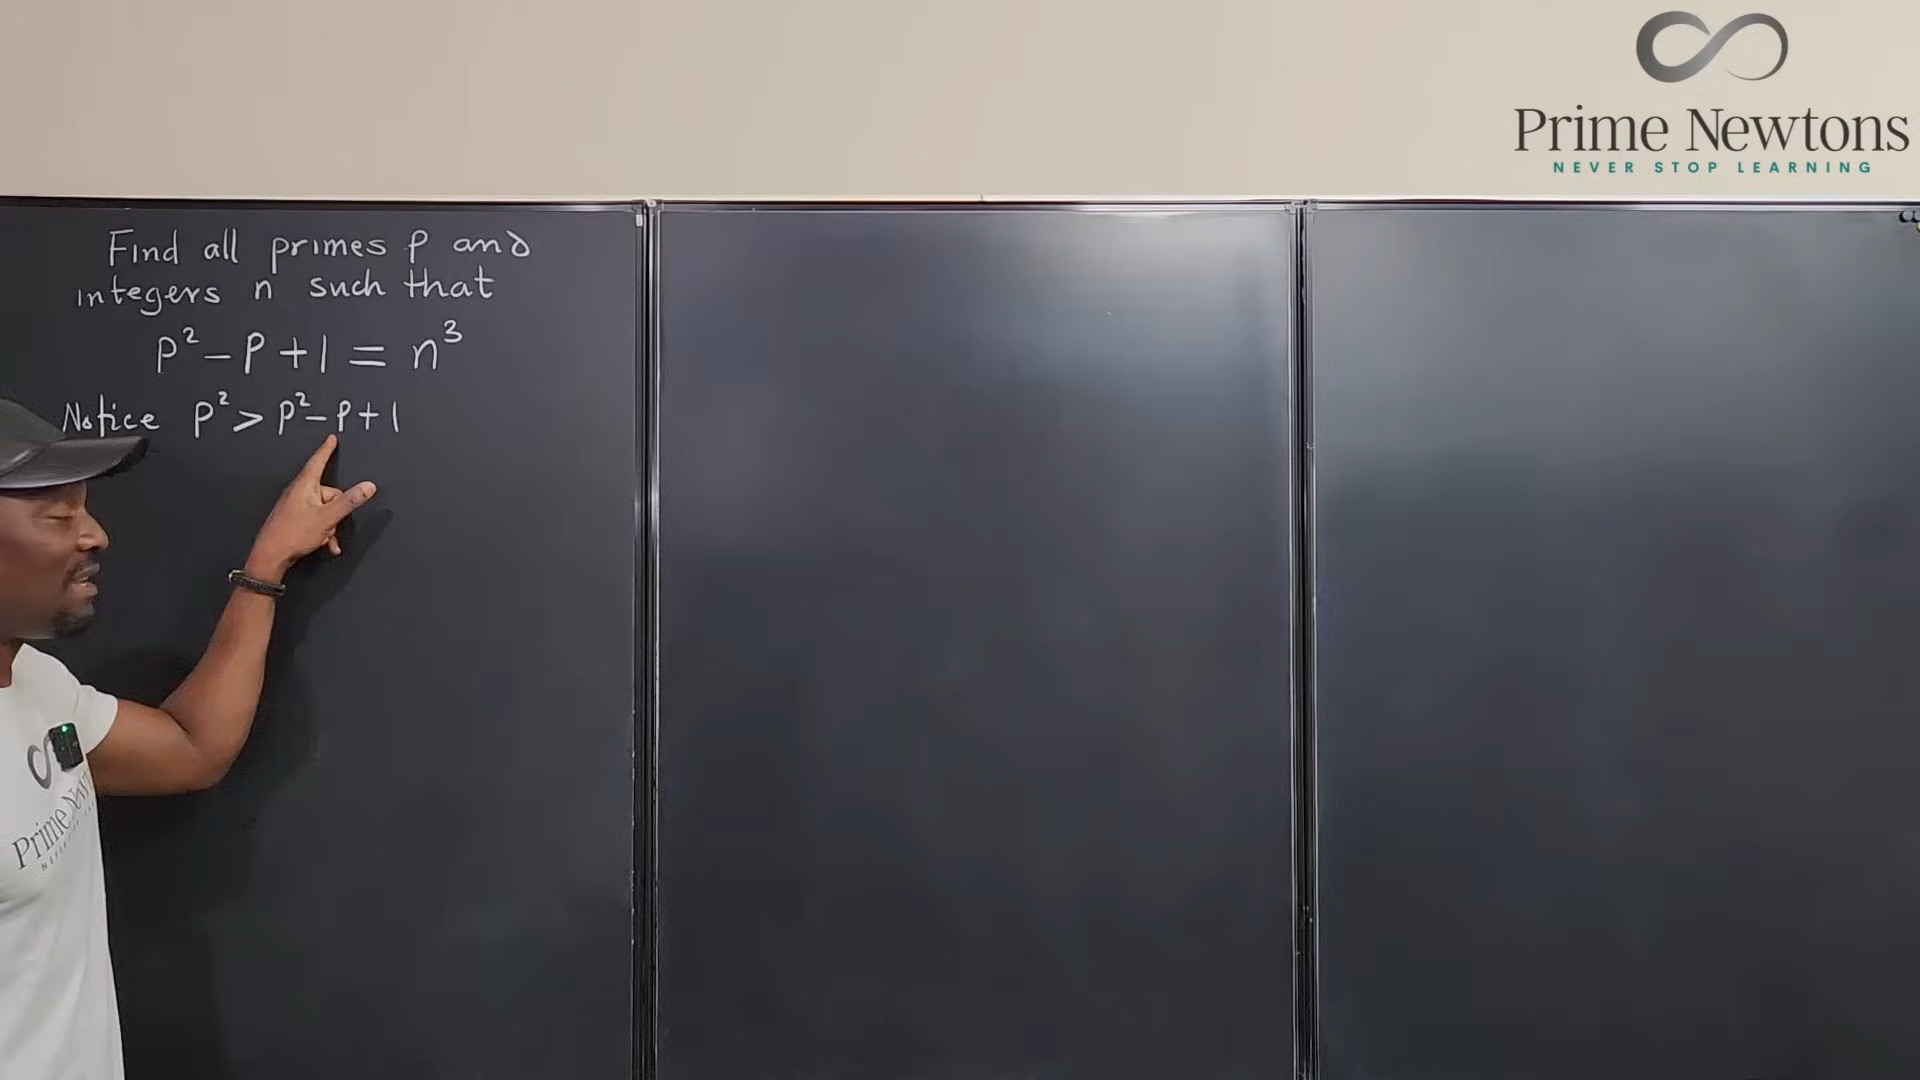 Prime Newtons
NEVER STOP LEARNING
Find all primes p and
integers n such that
p² – p + 1 = n³
Notice p² > p² – p + 1